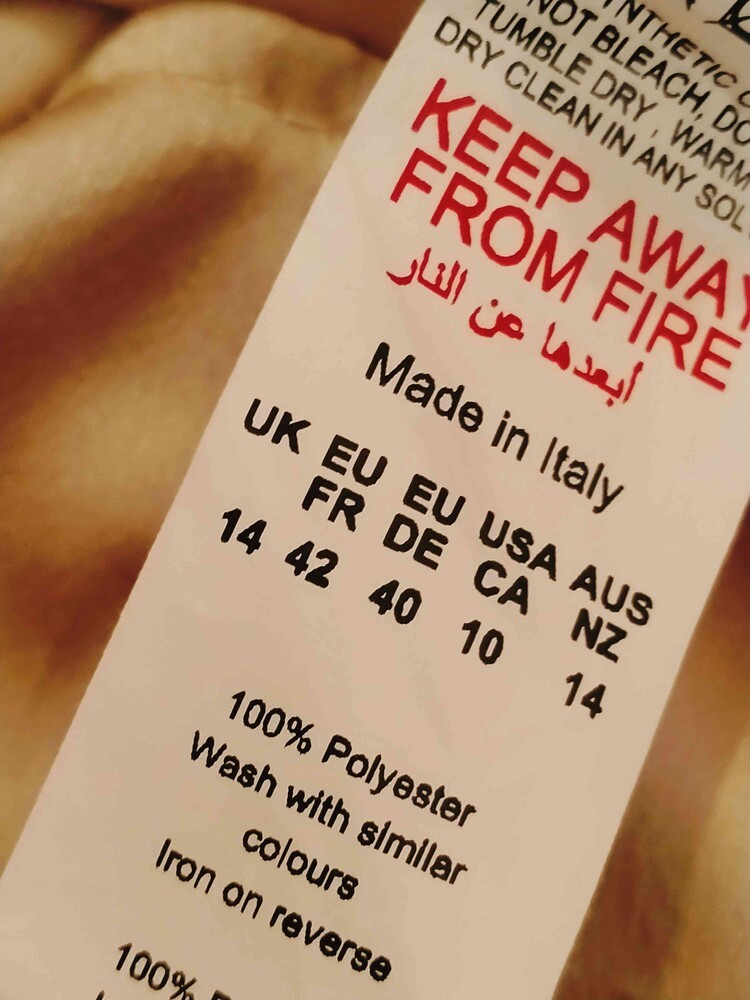 NOT BLEACH, DO
TUMBLE DRY, WARM
DRY CLEAN IN ANY
KEEP AWAY
FROM FIRE
أبعدها عن النار
Made in Italy
UK EU EU USA AUS
FR DE CA NZ
14 42 40 10 14
100% Polyester
Wash with similar
colours
Iron on reverse
100%